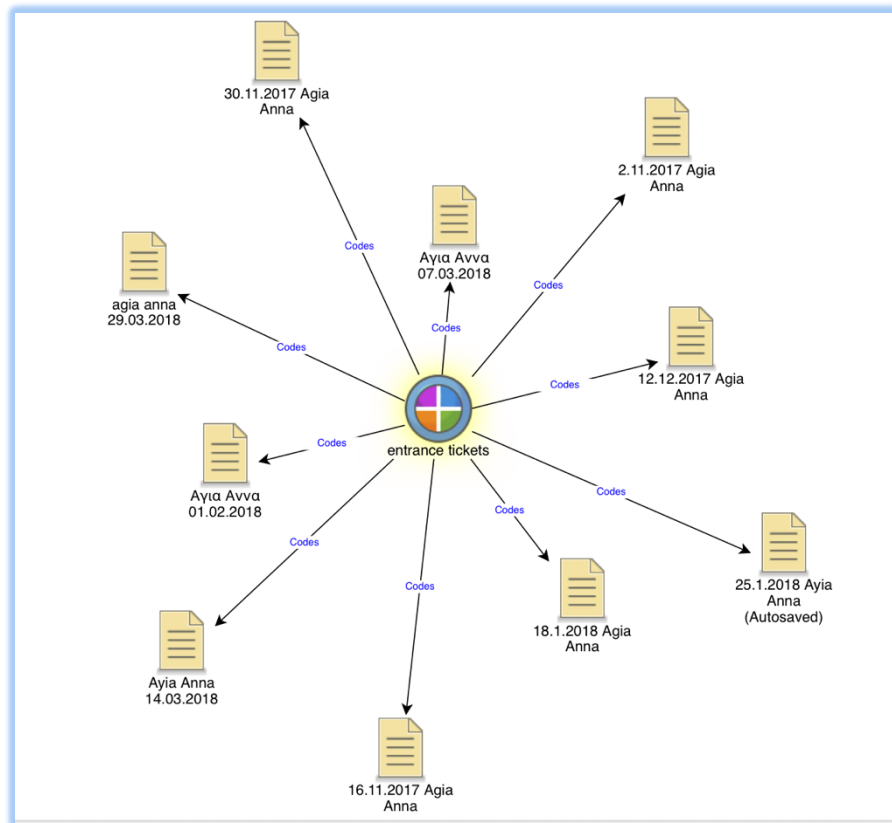 30.11.2017 Agia
Anna
2.11.2017 Agia
Anna
Codes
Αγια Αννα
07.03.2018
Codes
agia anna
29.03.2018
Codes
Codes
Codes
12.12.2017 Agia
Anna
Codes
entrance tickets
Αγια Αννα
01.02.2018
Codes
Codes
Codes
25.1.2018 Ayia
Anna
(Autosaved)
Codes
Codes
18.1.2018 Agia
Anna
Ayia Anna
14.03.2018
16.11.2017 Agia
Anna